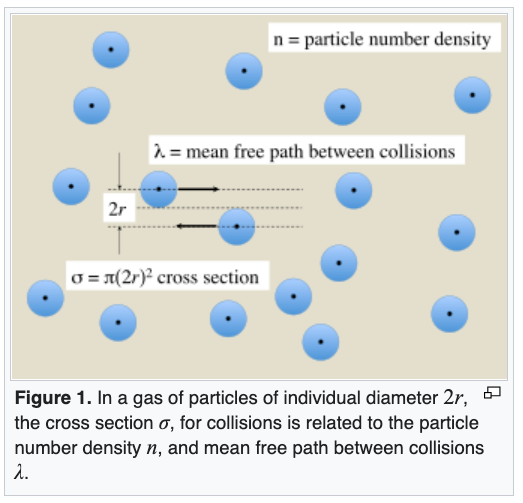 n = particle number density
λ = mean free path between collisions
2r
σ = π(2r)² cross section
Figure 1. In a gas of particles of individual diameter 2r,
the cross section σ, for collisions is related to the particle
number density n, and mean free path between collisions
λ.